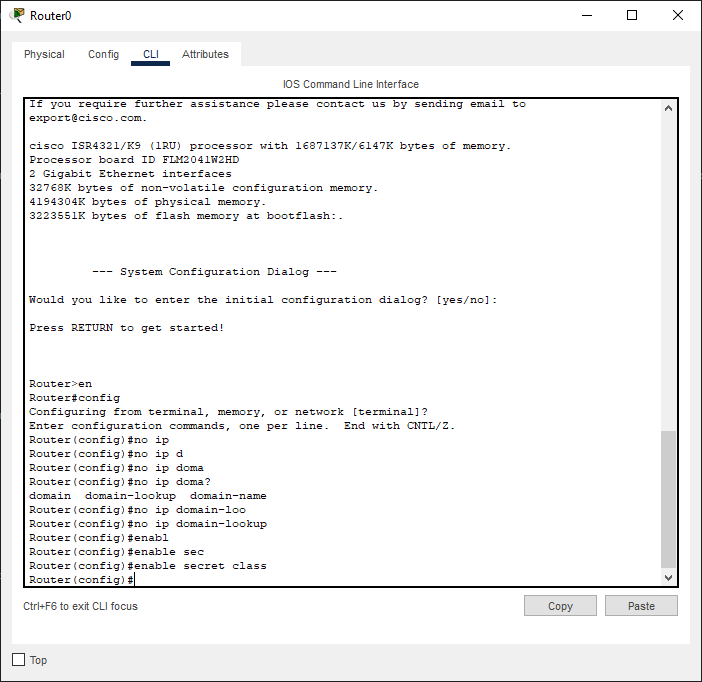 Router0
Physical Config CLI Attributes
IOS Command Line Interface
If you require further assistance please contact us by sending email to
export@cisco.com.
cisco ISR4321/K9 (1RU) processor with 1687137K/6147K bytes of memory.
Processor board ID FLM2041W2HD
2 Gigabit Ethernet interfaces
32768K bytes of non-volatile configuration memory.
4194304K bytes of physical memory.
3223551K bytes of flash memory at bootflash:.
--- System Configuration Dialog ---
Would you like to enter the initial configuration dialog? [yes/no]:
Press RETURN to get started!
Router>en
Router#config
Configuring from terminal, memory, or network [terminal]?
Enter configuration commands, one per line.  End with CNTL/Z.
Router(config)#no ip
Router(config)#no ip d
Router(config)#no ip doma
Router(config)#no ip doma?
domain  domain-lookup  domain-name
Router(config)#no ip domain-loo
Router(config)#no ip domain-lookup
Router(config)#enabl
Router(config)#enable sec
Router(config)#enable secret class
Router(config)#
Ctrl+F6 to exit CLI focus
Copy Paste
Top